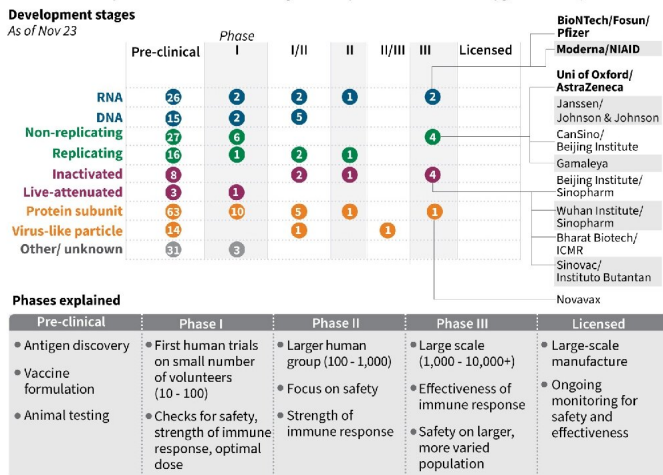 Development stages
As of Nov 23
Phase
Pre-clinical I I/II II II/III III Licensed
RNA 26 2 2 1 2
DNA 15 2 5
Non-replicating 27 6 4
Replicating 16 1 2 1
Inactivated 8 2 1 4
Live-attenuated 3 1
Protein subunit 63 10 5 1 1
Virus-like particle 14 1 1
Other/ unknown 31 3
BioNTech/Fosun/
Pfizer
Moderna/NIAID
Uni of Oxford/
AstraZeneca
Janssen/
Johnson & Johnson
CanSino/
Beijing Institute
Gamaleya
Beijing Institute/
Sinopharm
Wuhan Institute/
Sinopharm
Bharat Biotech/
ICMR
Sinovac/
Instituto Butantan
Novavax
Phases explained
Pre-clinical
• Antigen discovery
• Vaccine
formulation
• Animal testing
Phase I
• First human trials
on small number
of volunteers
(10 - 100)
• Checks for safety,
strength of immune
response, optimal
dose
Phase II
• Larger human
group (100 - 1,000)
• Focus on safety
• Strength of
immune response
Phase III
• Large scale
(1,000 - 10,000+)
• Effectiveness of
immune response
• Safety on larger,
more varied
population
Licensed
• Large-scale
manufacture
• Ongoing
monitoring for
safety and
effectiveness